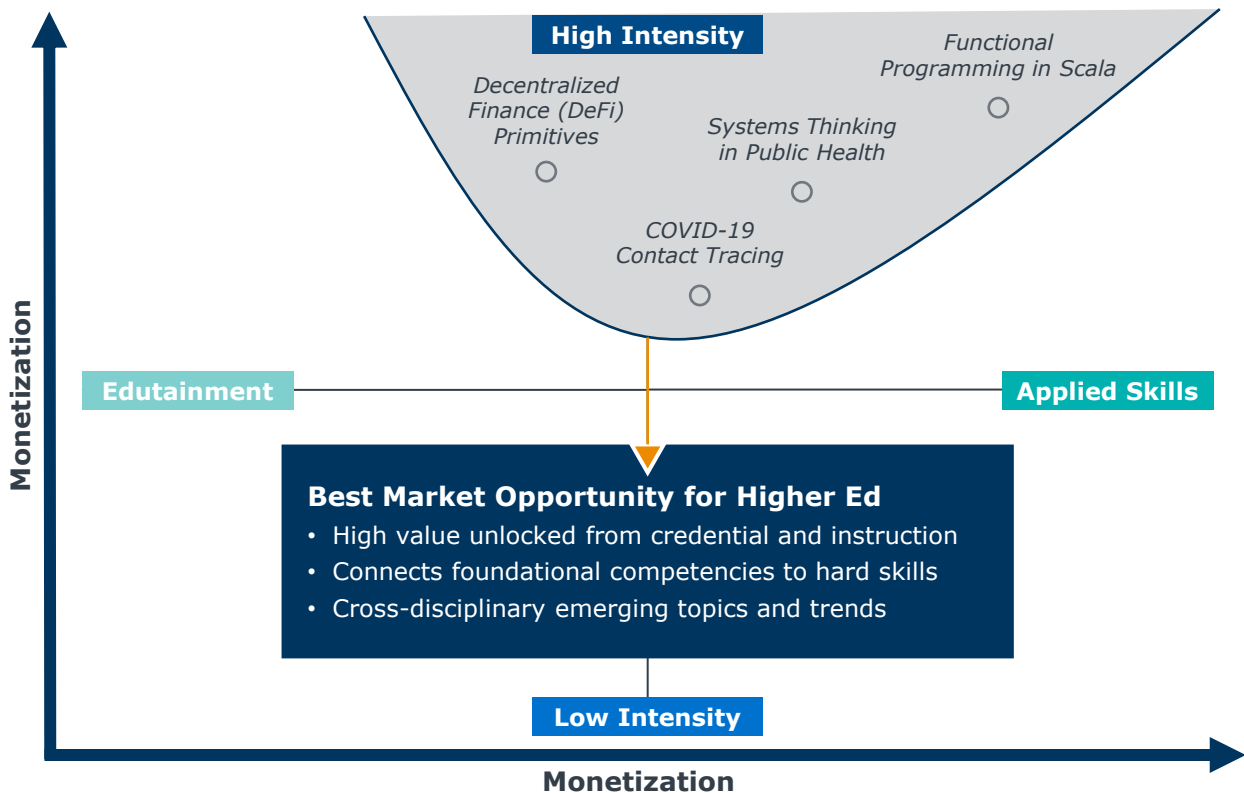 High Intensity
Functional
Programming in Scala
Decentralized
Finance (DeFi)
Primitives
Systems Thinking
in Public Health
COVID-19
Contact Tracing
Monetization
Edutainment
Applied Skills
Best Market Opportunity for Higher Ed
• High value unlocked from credential and instruction
• Connects foundational competencies to hard skills
• Cross-disciplinary emerging topics and trends
Low Intensity
Monetization